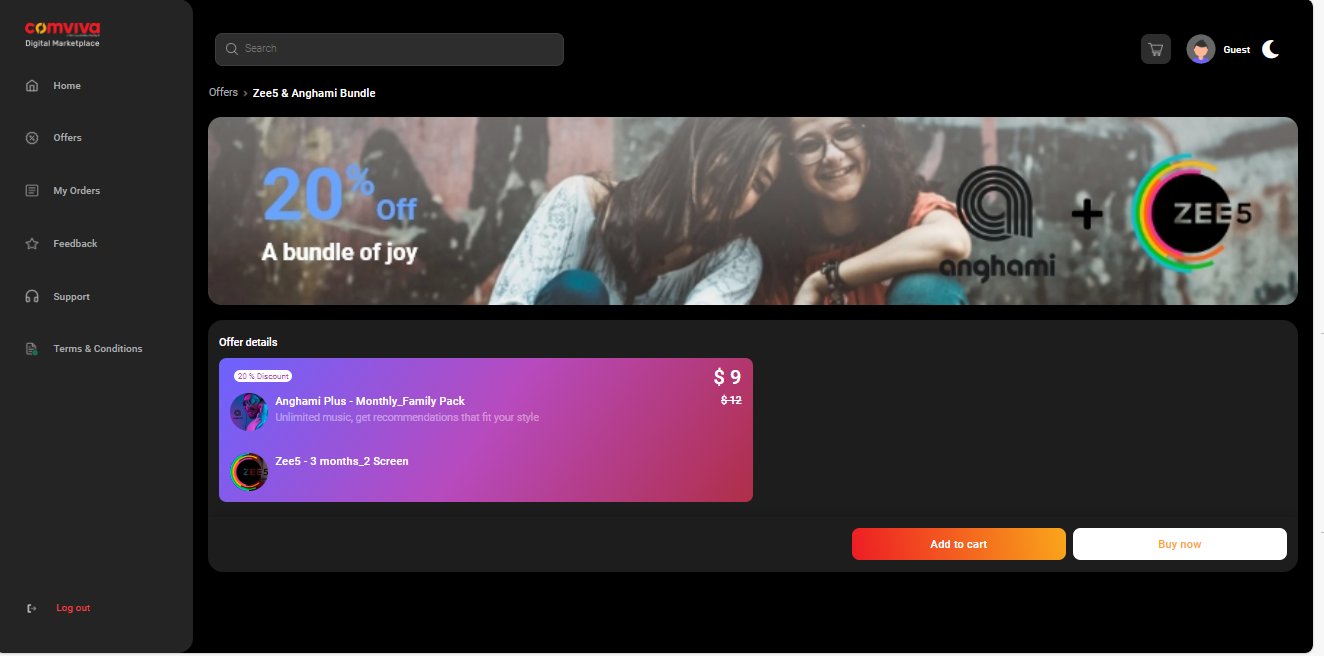 comviva
Digital Marketplace
Home
Offers
My Orders
Feedback
Support
Terms & Conditions
Log out
Search
Guest
Offers › Zee5 & Anghami Bundle
20% Off
A bundle of joy
anghami
+
ZEE5
Offer details
20 % Discount
$ 9
Anghami Plus - Monthly_Family Pack
$ 12
Unlimited music, get recommendations that fit your style
ZEE5
Zee5 - 3 months_2 Screen
Add to cart
Buy now